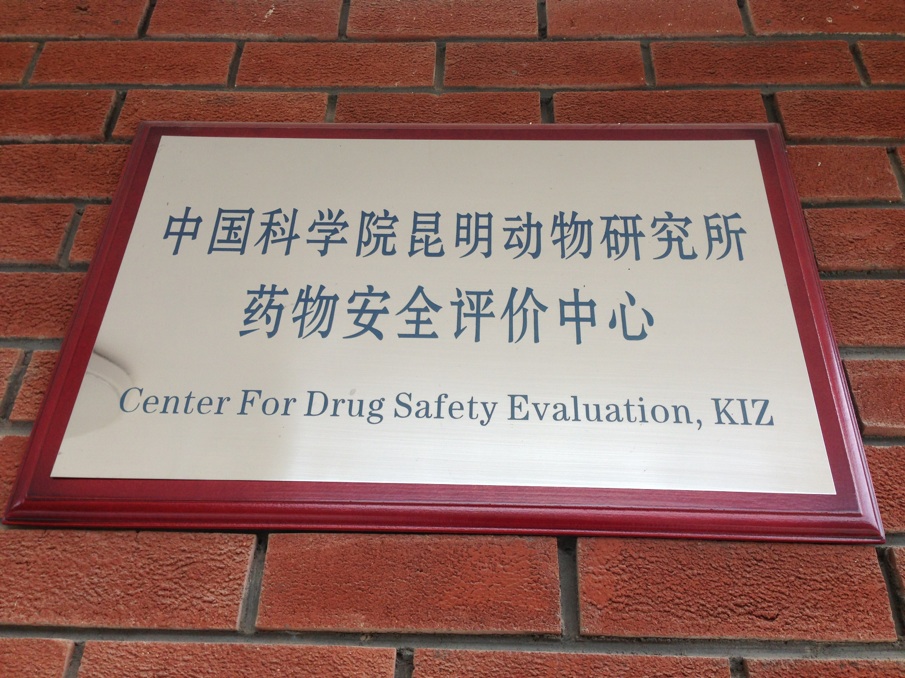 中国科学院昆明动物研究所
药物安全评价中心
Center For Drug Safety Evaluation, KIZ